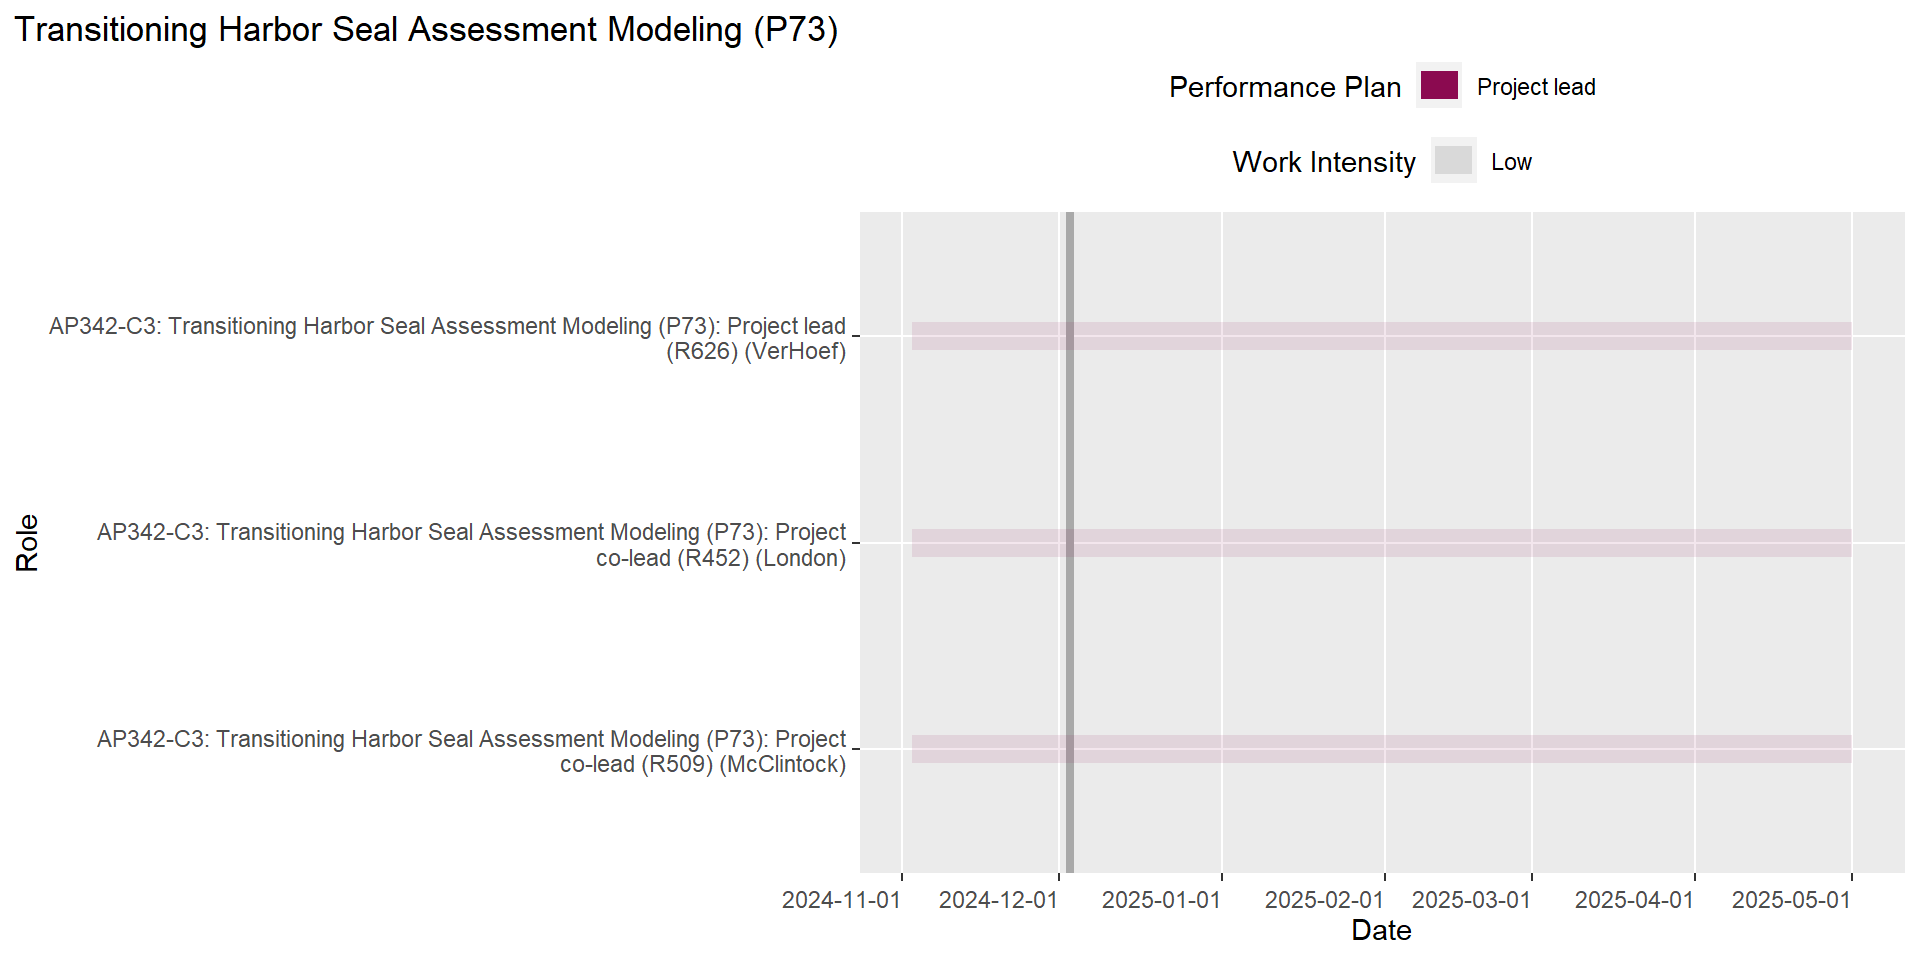 Transitioning Harbor Seal Assessment Modeling (P73)
Performance Plan
Project lead
Work Intensity
Low
Role
AP342-C3: Transitioning Harbor Seal Assessment Modeling (P73): Project lead
(R626) (VerHoef)
AP342-C3: Transitioning Harbor Seal Assessment Modeling (P73): Project
co-lead (R452) (London)
AP342-C3: Transitioning Harbor Seal Assessment Modeling (P73): Project
co-lead (R509) (McClintock)
2024-11-01 2024-12-01 2025-01-01 2025-02-01 2025-03-01 2025-04-01 2025-05-01
Date